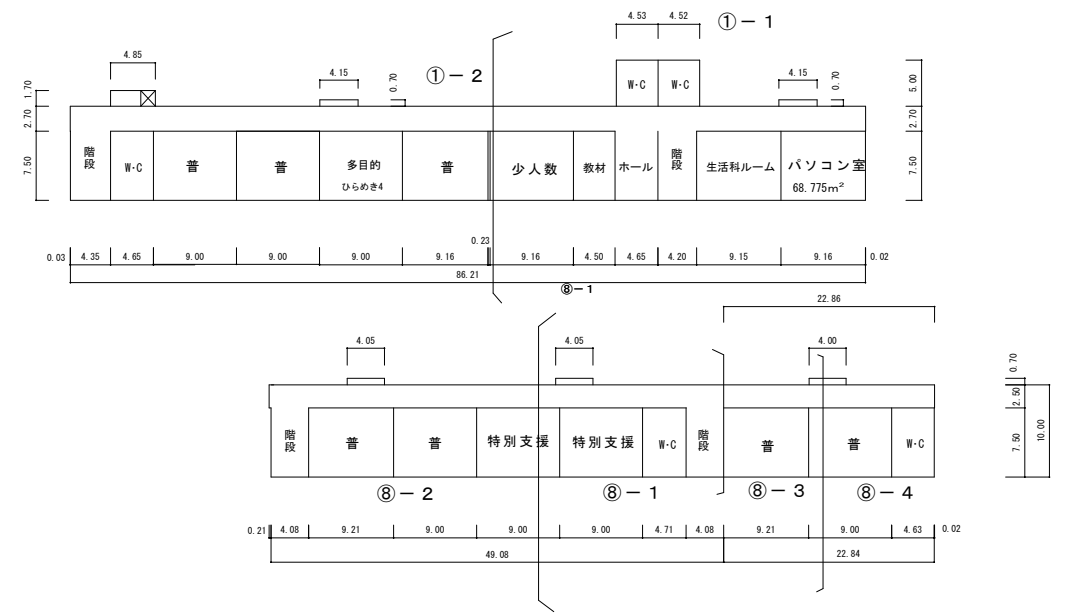 4.53 4.52 ①－1
4.85 4.15 0.70 ①－2 W・C W・C 4.15 0.70 5.00
1.70
2.70 2.70
7.50 階段 W・C 普 普 多目的 ひらめき4 普 少人数 教材 ホール 階段 生活科ルーム パソコン室 68.775m² 7.50
0.23
0.03 4.35 4.65 9.00 9.00 9.00 9.16 9.16 4.50 4.65 4.20 9.15 9.16 0.02
86.21
⑧－1
22.86
4.05 4.05 4.00 0.70
2.50
階段 普 普 特別支援 特別支援 W・C 階段 普 普 W・C 7.50 10.00
⑧－2 ⑧－1 ⑧－3 ⑧－4
0.21 4.08 9.21 9.00 9.00 9.00 4.71 4.08 9.21 9.00 4.63 0.02
49.08 22.84